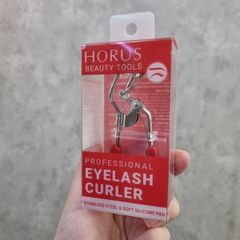 HORUS
BEAUTY TOOLS
PROFESSIONAL
EYELASH
CURLER
STAINLESS STEEL & SOFT SILICONE PAD